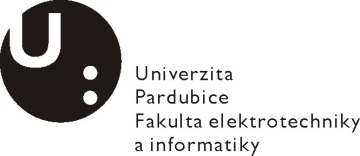 U:
Univerzita
Pardubice
Fakulta elektrotechniky
a informatiky